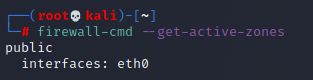 ┌──(root💀kali)-[~]
└─# firewall-cmd --get-active-zones
public
  interfaces: eth0